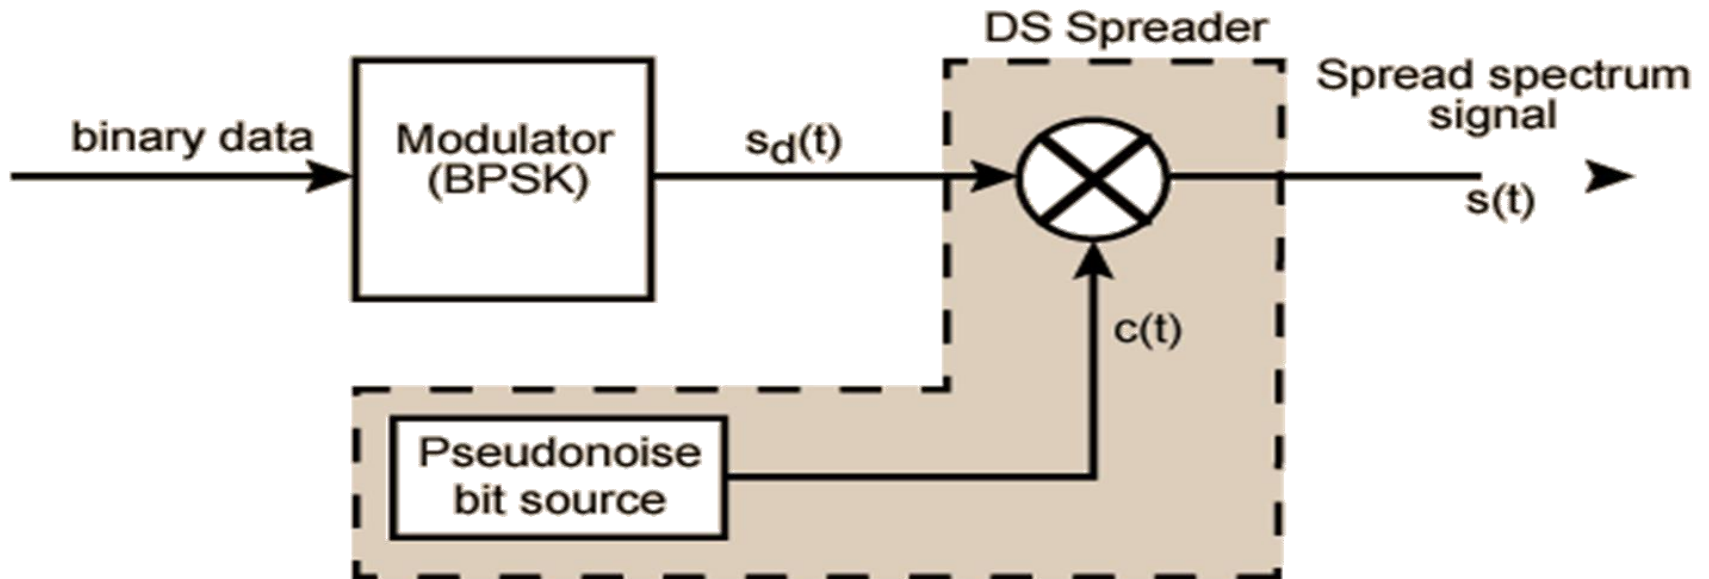 DS Spreader
Spread spectrum
signal
binary data
Modulator
(BPSK)
sd(t)
s(t)
c(t)
Pseudonoise
bit source